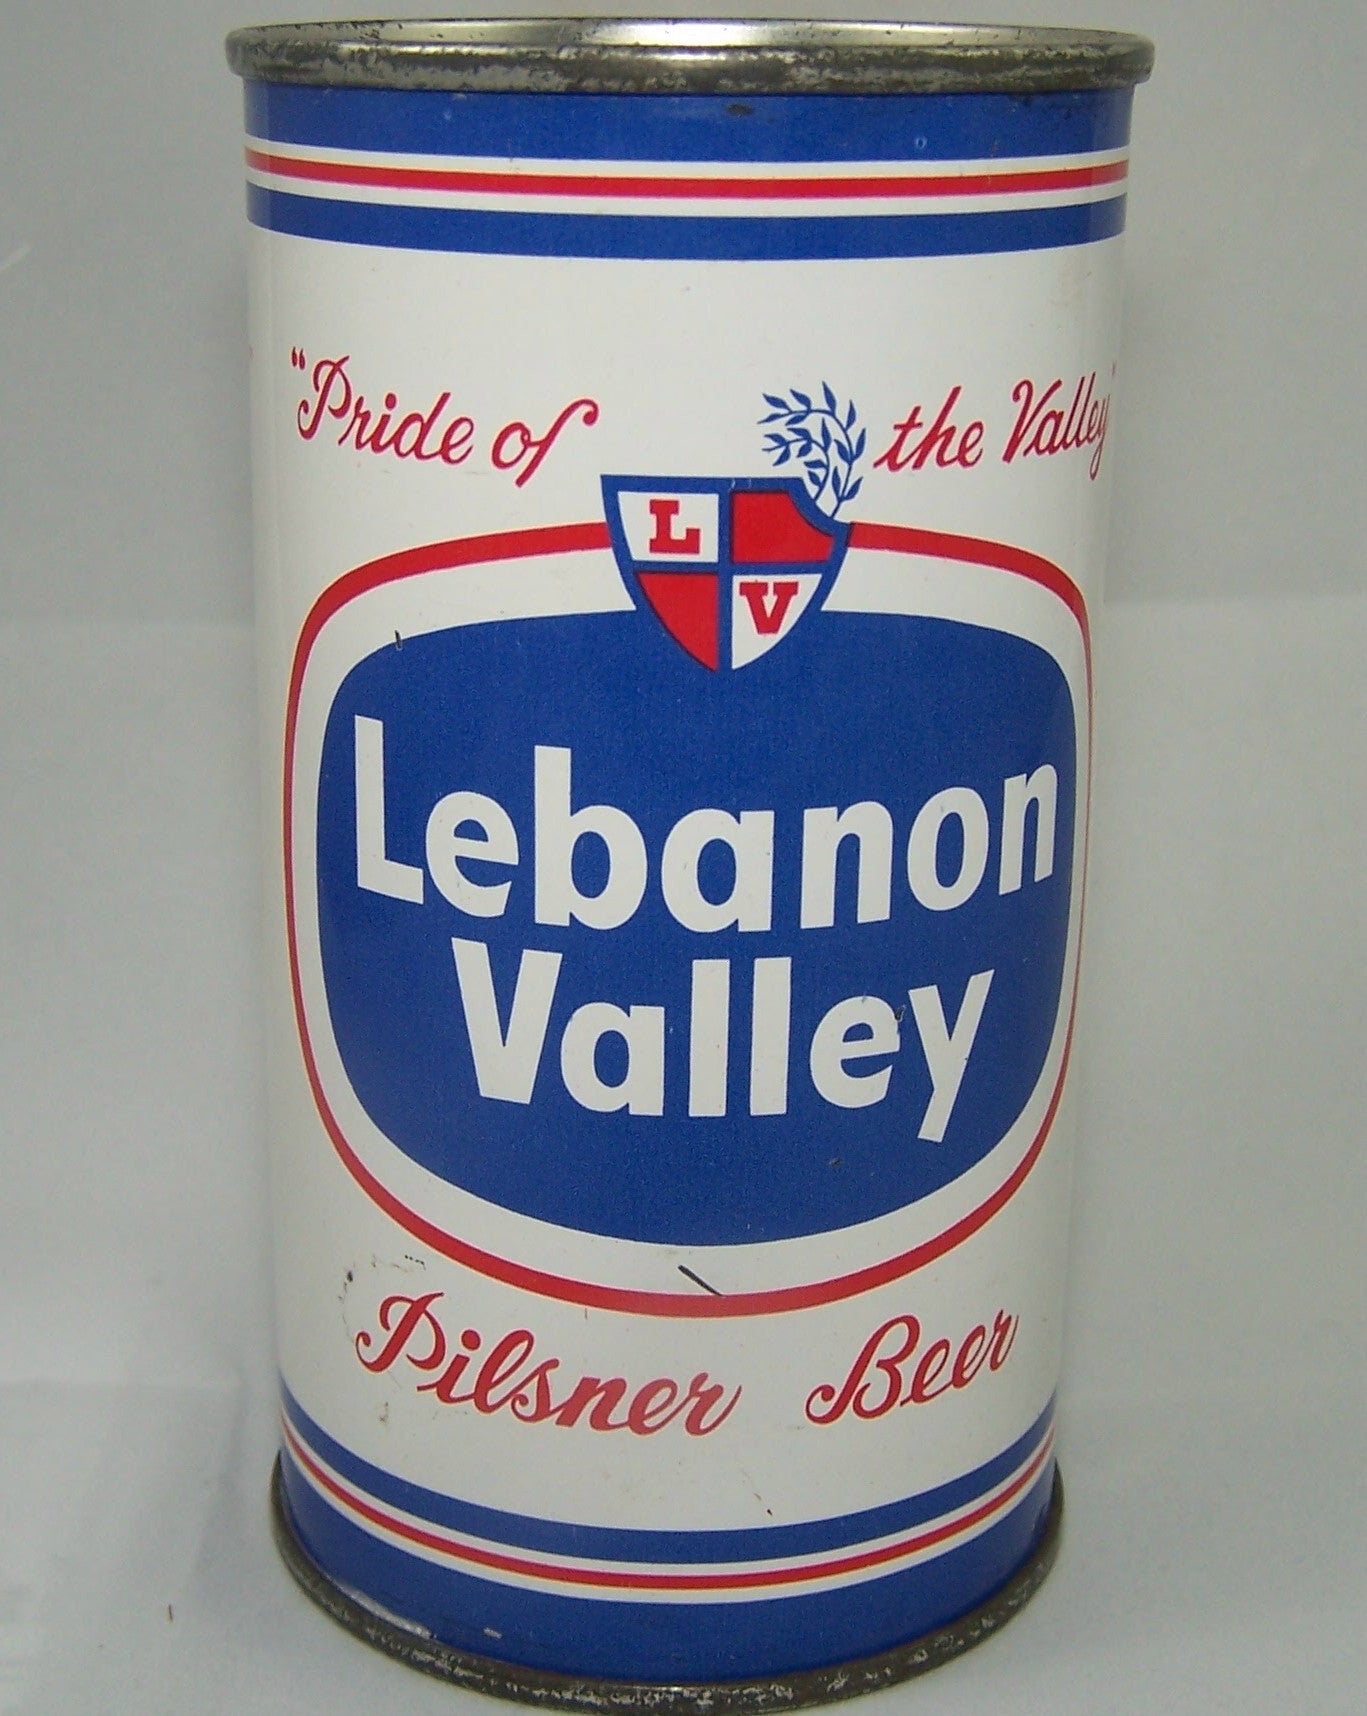 "Pride of the Valley"
L
V
Lebanon
Valley
Pilsner Beer